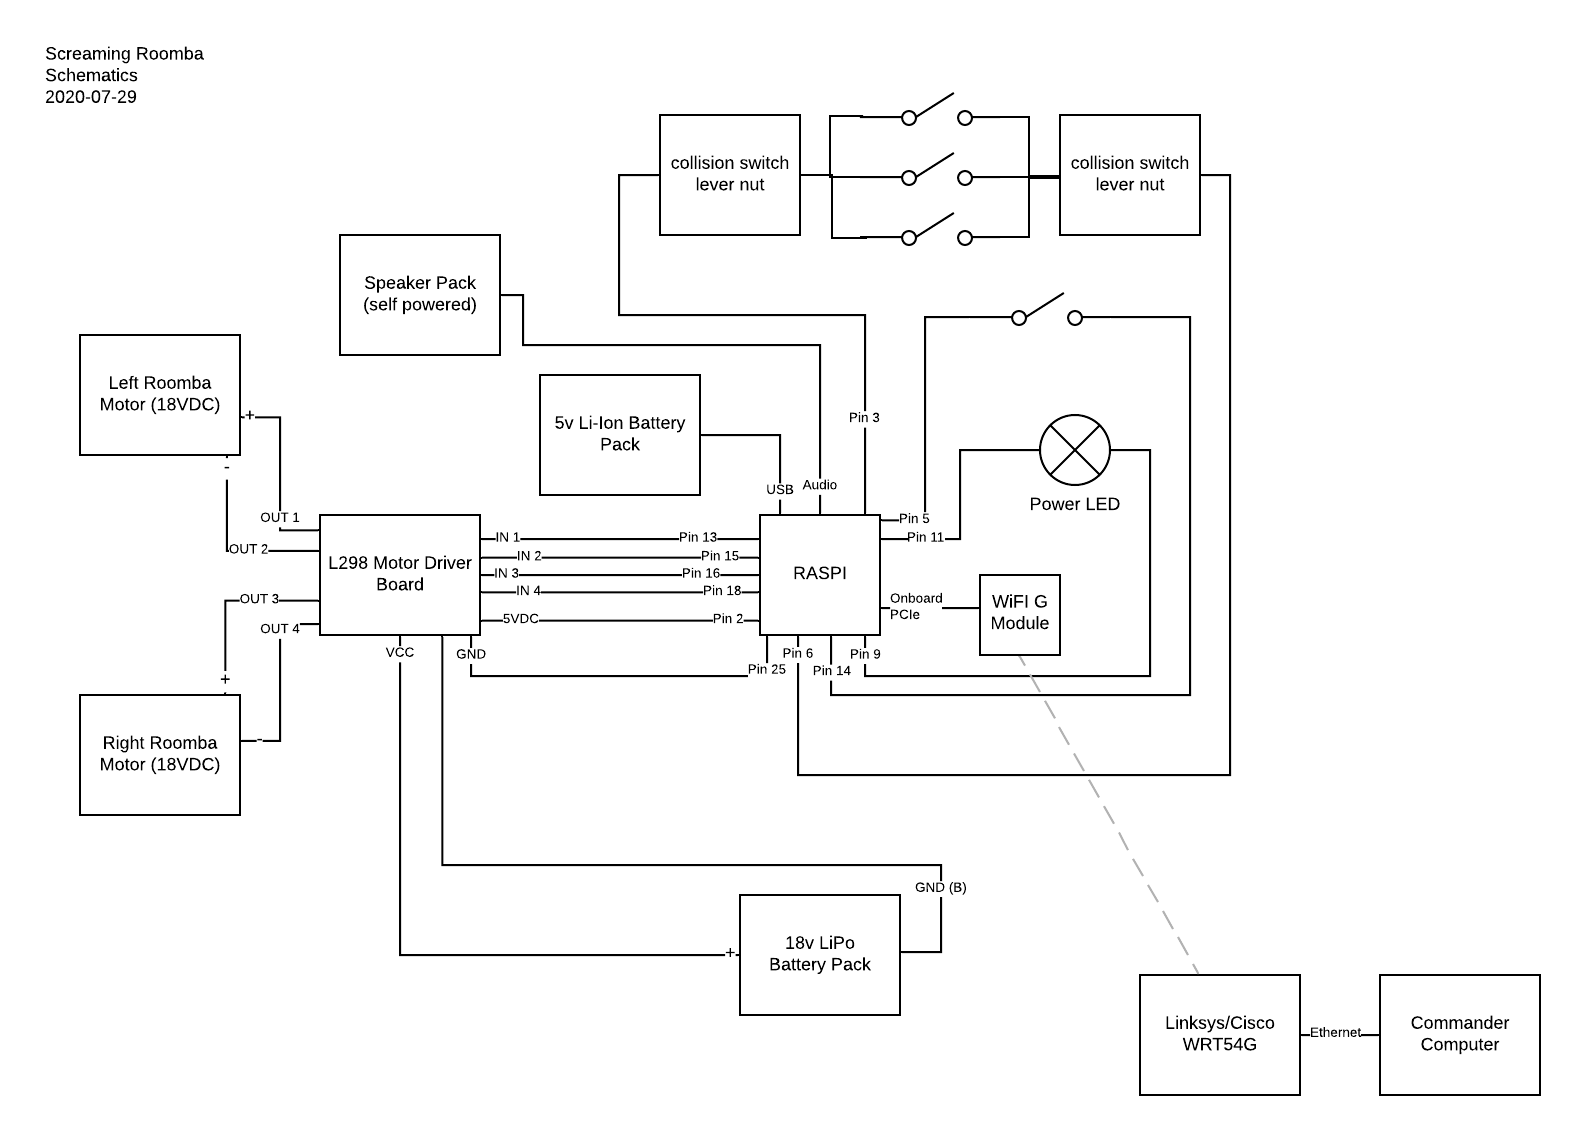 Screaming Roomba
Schematics
2020-07-29
collision switch
lever nut
collision switch
lever nut
Speaker Pack
(self powered)
Left Roomba
Motor (18VDC)
+
-
5v Li-Ion Battery
Pack
Pin 3
USB
Audio
Power LED
OUT 1
OUT 2
OUT 3
OUT 4
L298 Motor Driver
Board
IN 1
IN 2
IN 3
IN 4
5VDC
Pin 13
Pin 15
Pin 16
Pin 18
Pin 2
RASPI
Pin 5
Pin 11
Onboard
PCIe
WiFI G
Module
VCC
GND
Pin 25
Pin 6
Pin 14
Pin 9
+
-
Right Roomba
Motor (18VDC)
GND (B)
+
18v LiPo
Battery Pack
Linksys/Cisco
WRT54G
Ethernet
Commander
Computer